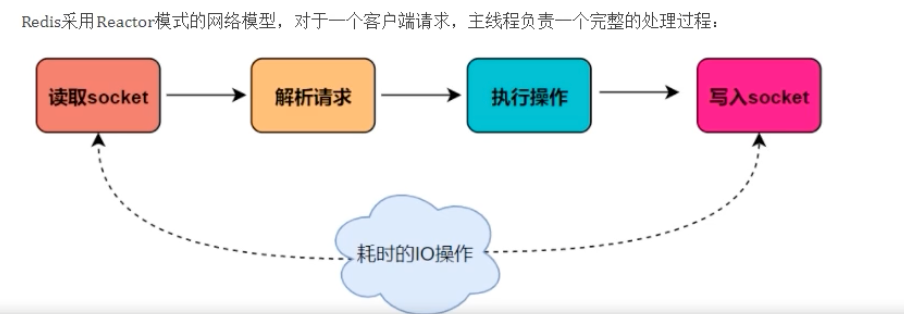 Redis采用Reactor模式的网络模型，对于一个客户端请求，主线程负责一个完整的处理过程：
读取socket
解析请求
执行操作
写入socket
耗时的IO操作